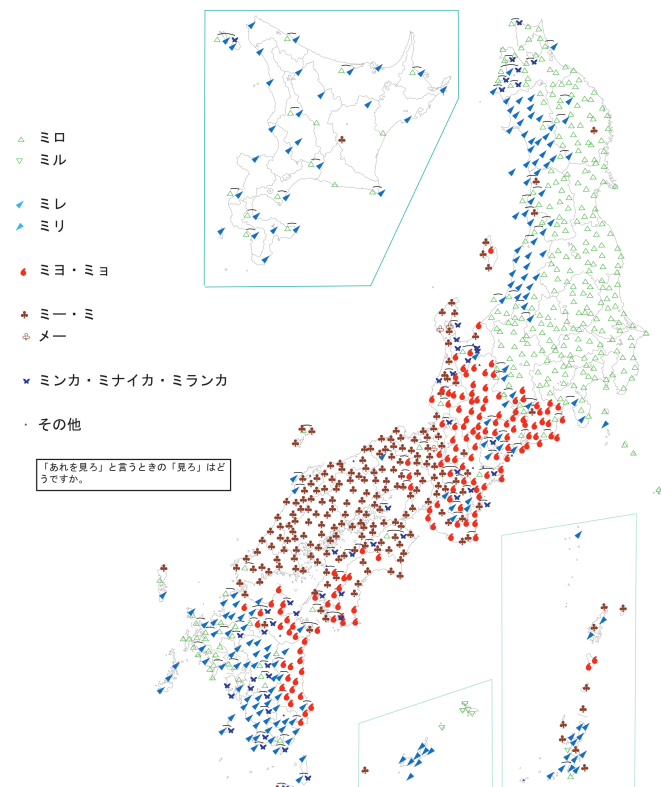 ミロ
ミル
ミレ
ミリ
ミヨ・ミョ
ミー・ミ
メー
ミンカ・ミナイカ・ミランカ
その他
「あれを見ろ」と言うときの「見ろ」はど
うですか。